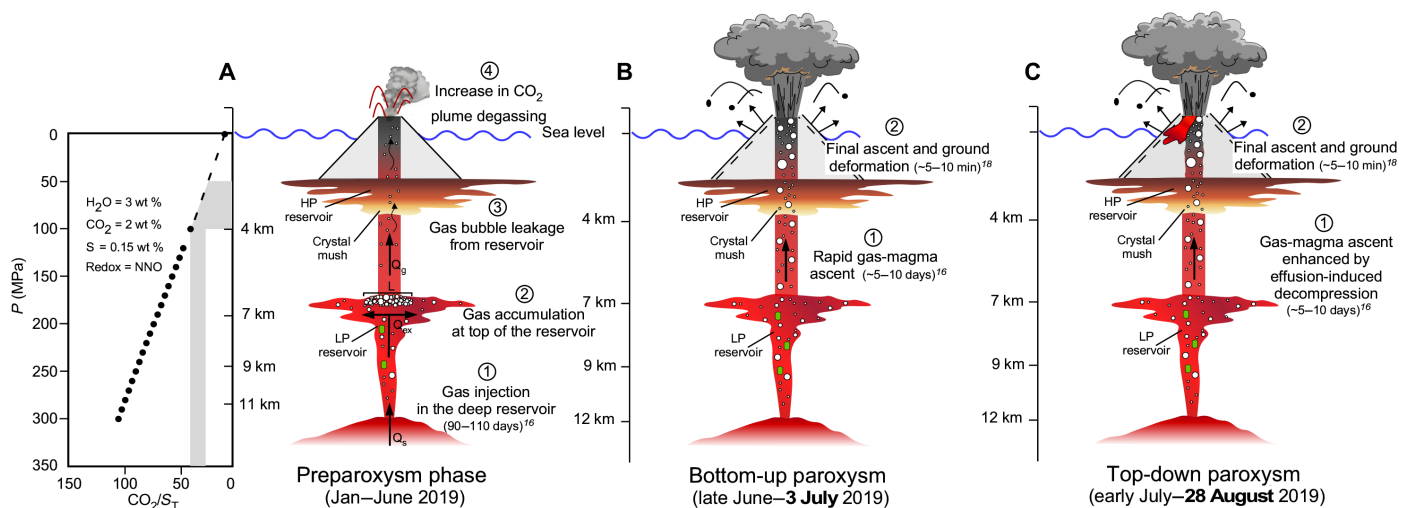 A
0
50
100
150
200
250
300
350
P (MPa)
H2O = 3 wt %
CO2 = 2 wt %
S = 0.15 wt %
Redox = NNO
150
100
50
0
CO2/ST
4 km
7 km
9 km
11 km
④
Increase in CO2
plume degassing
Sea level
HP
reservoir
Crystal
mush
③
Gas bubble leakage
from reservoir
Qg
L
②
Gas accumulation
at top of the reservoir
Qex
LP
reservoir
①
Gas injection
in the deep reservoir
(90–110 days)16
Qs
Preparoxysm phase
(Jan–June 2019)
B
②
Final ascent and ground
deformation (~5–10 min)18
HP
reservoir
Crystal
mush
4 km
①
Rapid gas-magma
ascent (~5–10 days)16
7 km
LP
reservoir
9 km
12 km
Bottom-up paroxysm
(late June–3 July 2019)
C
②
Final ascent and ground
deformation (~5–10 min)18
HP
reservoir
Crystal
mush
4 km
①
Gas-magma ascent
enhanced by
effusion-induced
decompression
(~5–10 days)16
7 km
LP
reservoir
9 km
12 km
Top-down paroxysm
(early July–28 August 2019)